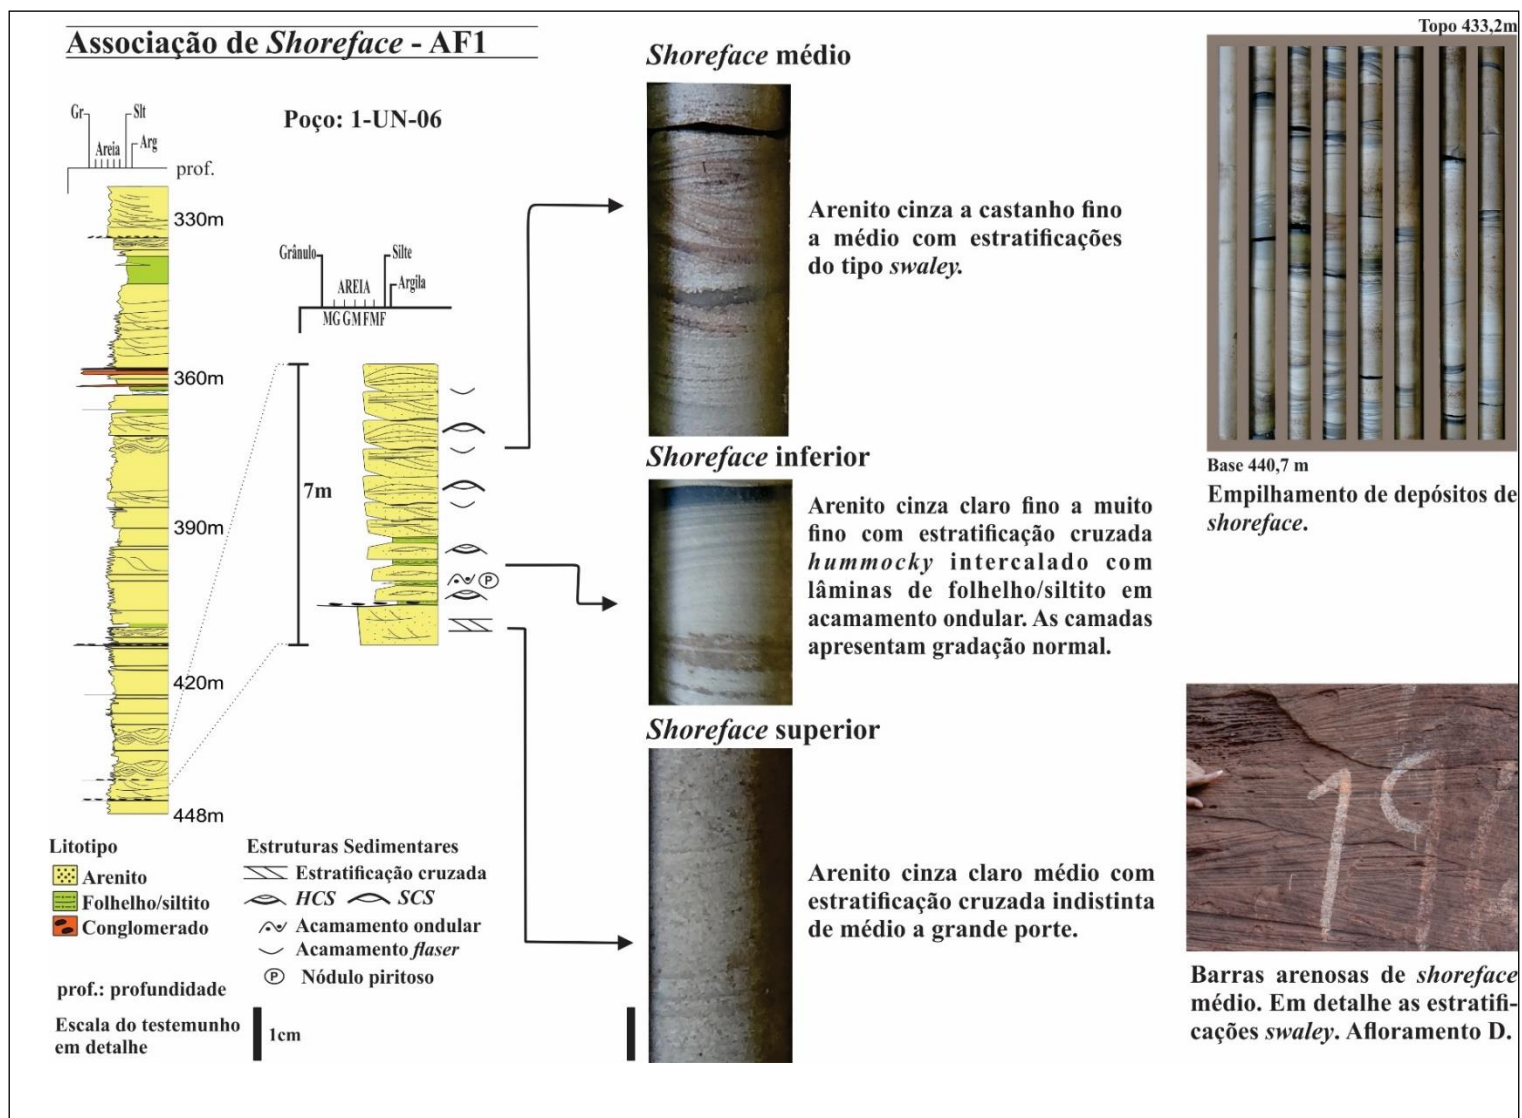 Associação de Shoreface - AF1
Poço: 1-UN-06
Gr
Slt
Areia
Arg
prof.
330m
360m
390m
420m
448m
Grânulo
Silte
AREIA
Argila
MG G M F MF
7m
P
Litotipo
Arenito
Folhelho/siltito
Conglomerado
prof.: profundidade
Escala do testemunho
em detalhe
1cm
Estruturas Sedimentares
Estratificação cruzada
HCS
SCS
Acamamento ondular
Acamamento flaser
P
Nódulo piritoso
Shoreface médio
Arenito cinza a castanho fino
a médio com estratificações
do tipo swaley.
Shoreface inferior
Arenito cinza claro fino a muito
fino com estratificação cruzada
hummocky intercalado com
lâminas de folhelho/siltito em
acamamento ondular. As camadas
apresentam gradação normal.
Shoreface superior
Arenito cinza claro médio com
estratificação cruzada indistinta
de médio a grande porte.
Topo 433,2m
Base 440,7 m
Empilhamento de depósitos de
shoreface.
Barras arenosas de shoreface
médio. Em detalhe as estratifi-
cações swaley. Afloramento D.